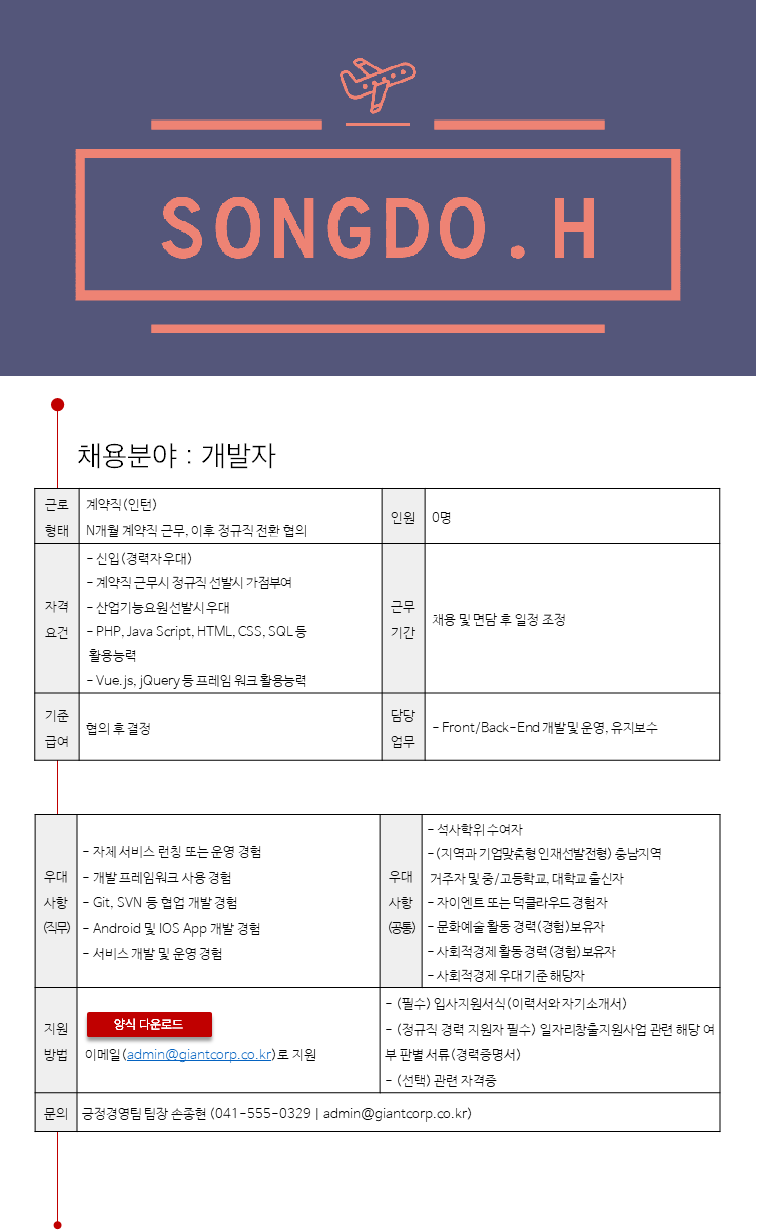 SONGDO.H
채용분야 : 개발자
근로
형태
계약직(인턴)
N개월 계약직 근무, 이후 정규직 전환 협의
인원
0명
자격
요건
- 신입(경력자우대)
- 계약직 근무시 정규직 선발시 가점부여
- 산업기능요원선발시우대
- PHP, Java Script, HTML, CSS, SQL 등
활용능력
- Vue.js, jQuery 등 프레임 워크 활용능력
근무
기간
채용 및 면담 후 일정 조정
기준
급여
협의 후 결정
담당
업무
- Front/Back-End 개발 및 운영, 유지보수
우대
사항
(직무)
- 자체 서비스 런칭 또는 운영 경험
- 개발 프레임워크 사용 경험
- Git, SVN 등 협업 개발 경험
- Android 및 IOS App 개발 경험
- 서비스 개발 및 운영 경험
우대
사항
(공통)
- 석사학위 수여자
- (지역과 기업맞춤형 인재선발전형) 충남지역
거주자 및 중/고등학교, 대학교 출신자
- 자이엔트 또는 덕클라우드 경험자
- 문화예술 활동 경력(경험)보유자
- 사회적경제 활동 경력(경험)보유자
- 사회적경제 우대 기준 해당자
지원
방법
양식 다운로드
이메일(admin@giantcorp.co.kr)로 지원
- (필수) 입사지원서식(이력서와 자기소개서)
- (정규직 경력 지원자 필수) 일자리창출지원사업 관련 해당 여
부 판별 서류(경력증명서)
- (선택) 관련 자격증
문의
긍정경영팀 팀장 손종현 (041-555-0329 | admin@giantcorp.co.kr)